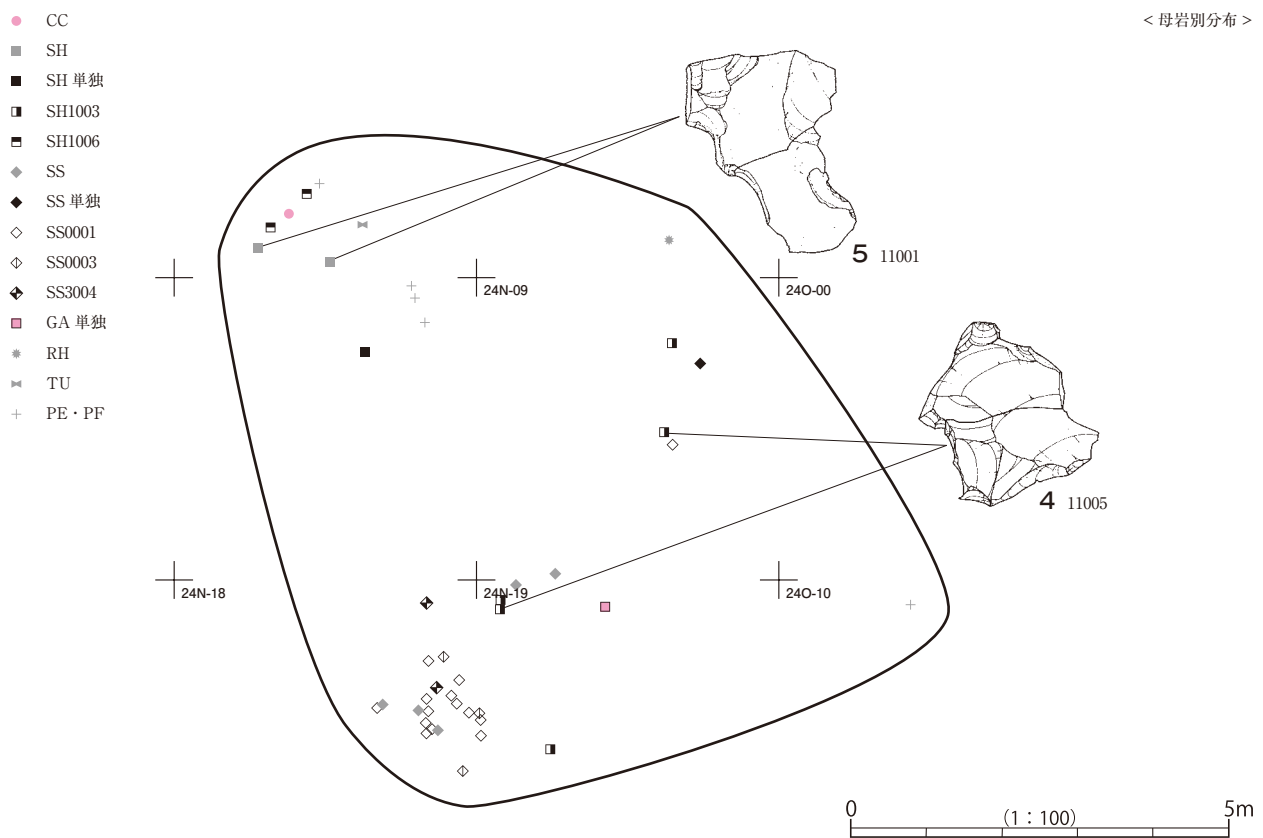 CC
SH
SH 単独
SH1003
SH1006
SS
SS 単独
SS0001
SS0003
SS3004
GA 単独
RH
TU
PE・PF
< 母岩別分布 >
5 11001
24N-09
24O-00
4 11005
24N-18
24N-19
24O-10
0 (1：100) 5m